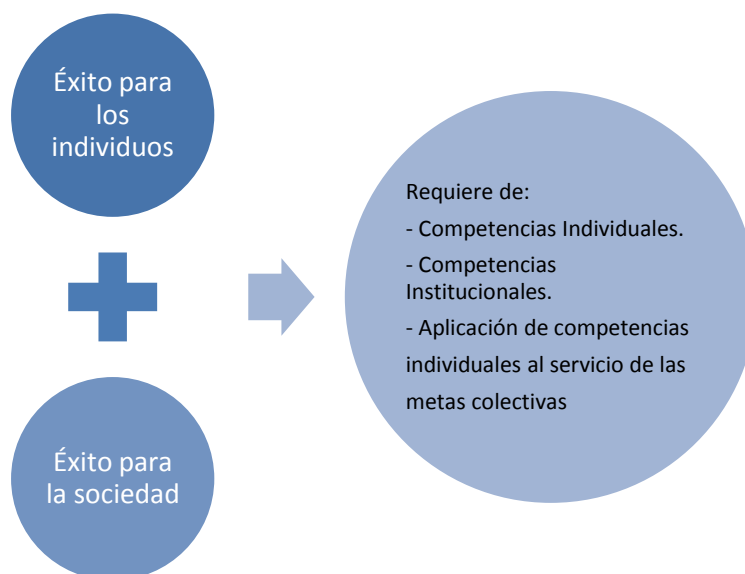 Éxito para
los
individuos
Éxito para
la sociedad
Requiere de:
- Competencias Individuales.
- Competencias
Institucionales.
- Aplicación de competencias
individuales al servicio de las
metas colectivas